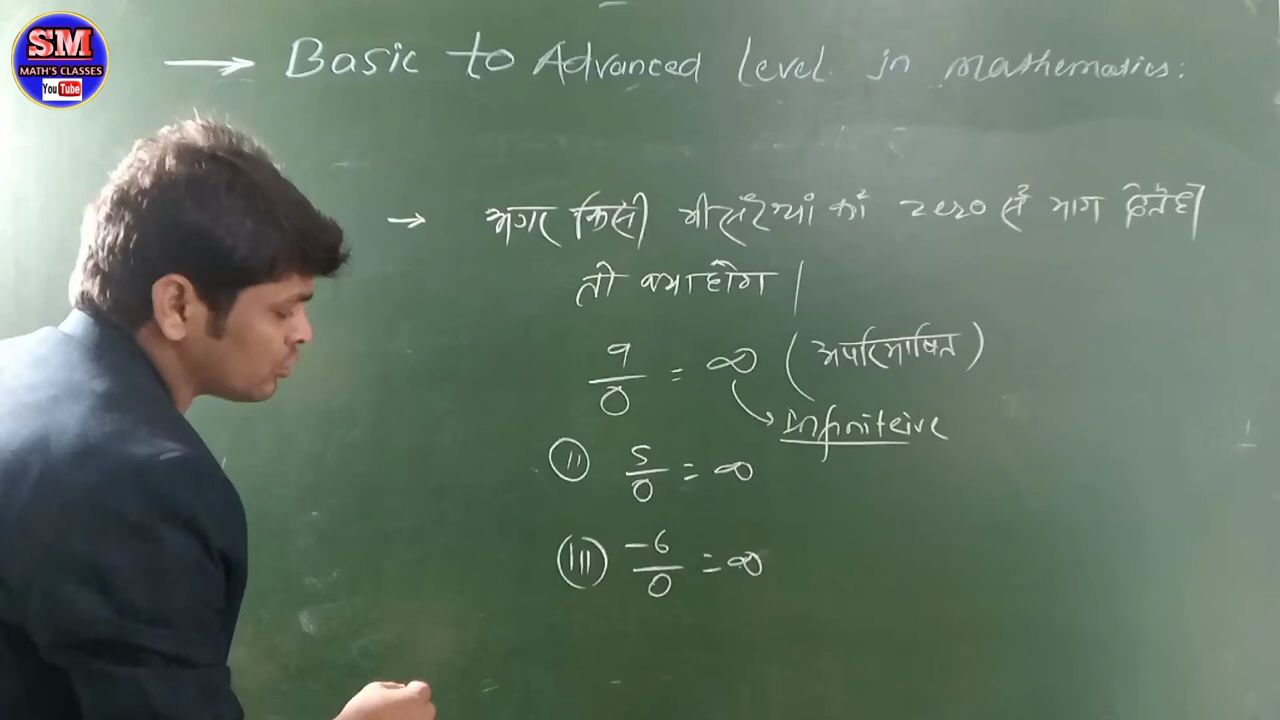 SM
MATH'S CLASSES
YouTube
→ Basic to Advanced Level in mathematics:
→ अगर किसी भी संख्यां को zero सें भाग देतेहै|
तो क्याहोग |
9/0 = ∞ (अपरिभाषित)
Infiniteive
(ii) 5/0 = ∞
(iii) -6/0 = ∞